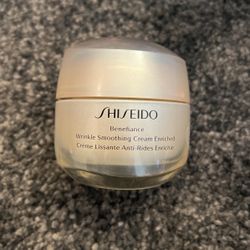 SHISEIDO
Benefiance
Wrinkle Smoothing Cream Enriched
Crème Lissante Anti-Rides Enrichie